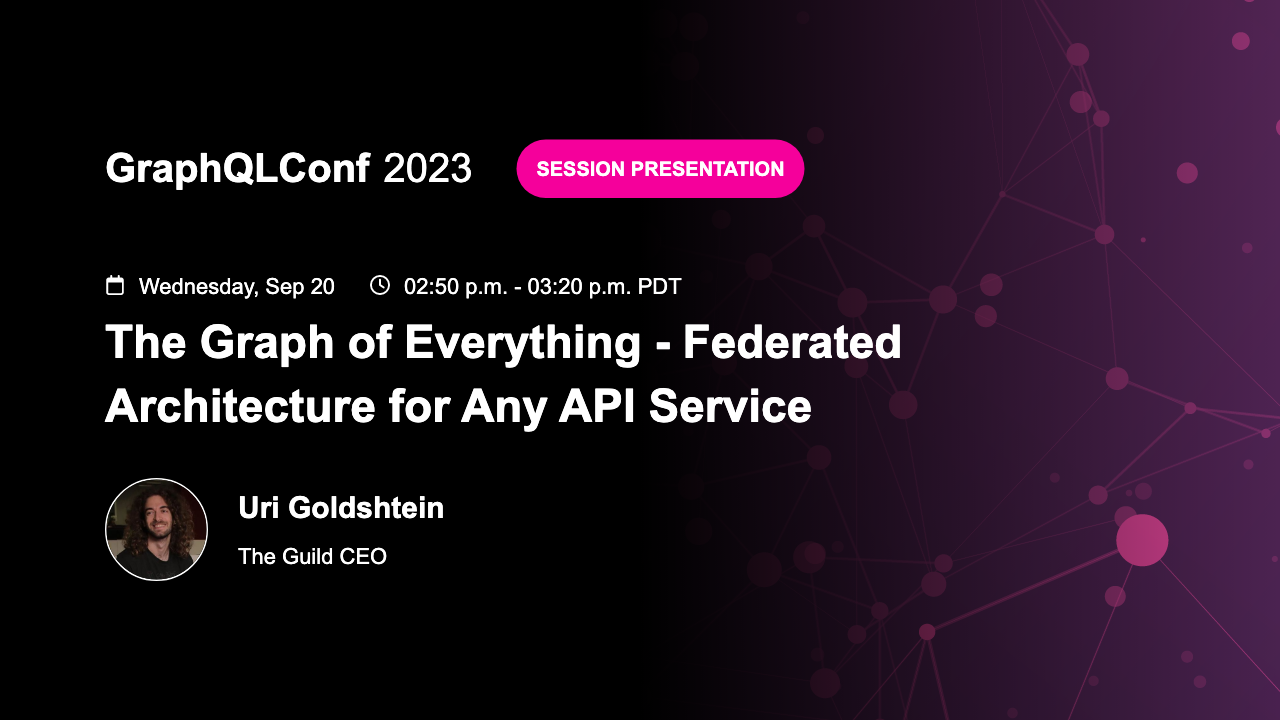 GraphQLConf 2023
SESSION PRESENTATION
Wednesday, Sep 20
02:50 p.m. - 03:20 p.m. PDT
The Graph of Everything - Federated
Architecture for Any API Service
Uri Goldshtein
The Guild CEO